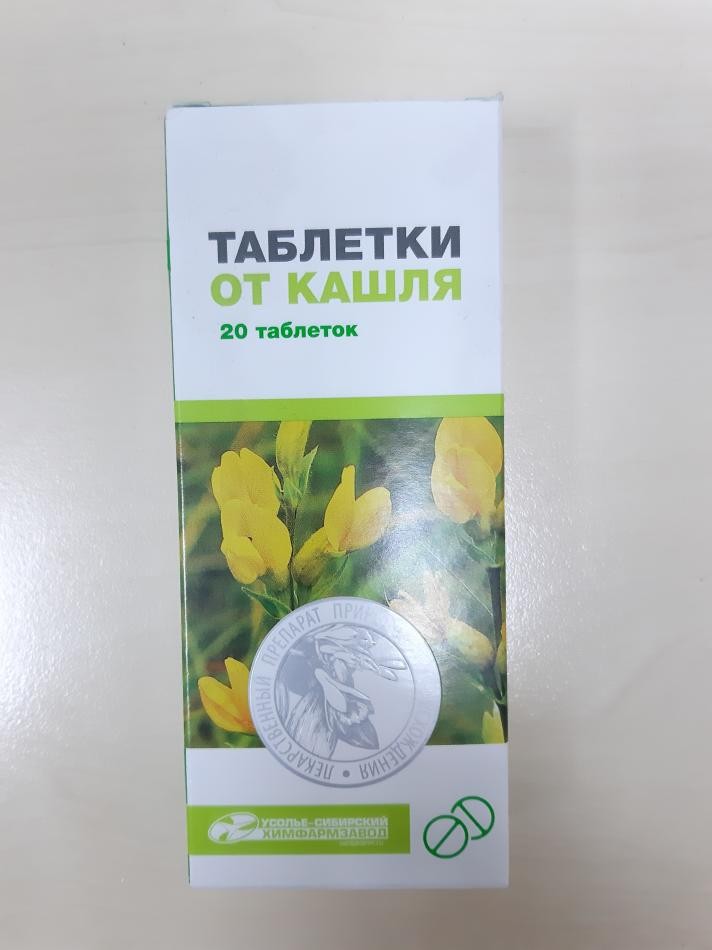 ТАБЛЕТКИ
ОТ КАШЛЯ
20 таблеток
ЛЕКАРСТВЕННЫЙ ПРЕПАРАТ
УСОЛЬЕ-СИБИРСКИЙ
ХИМФАРМЗАВОД